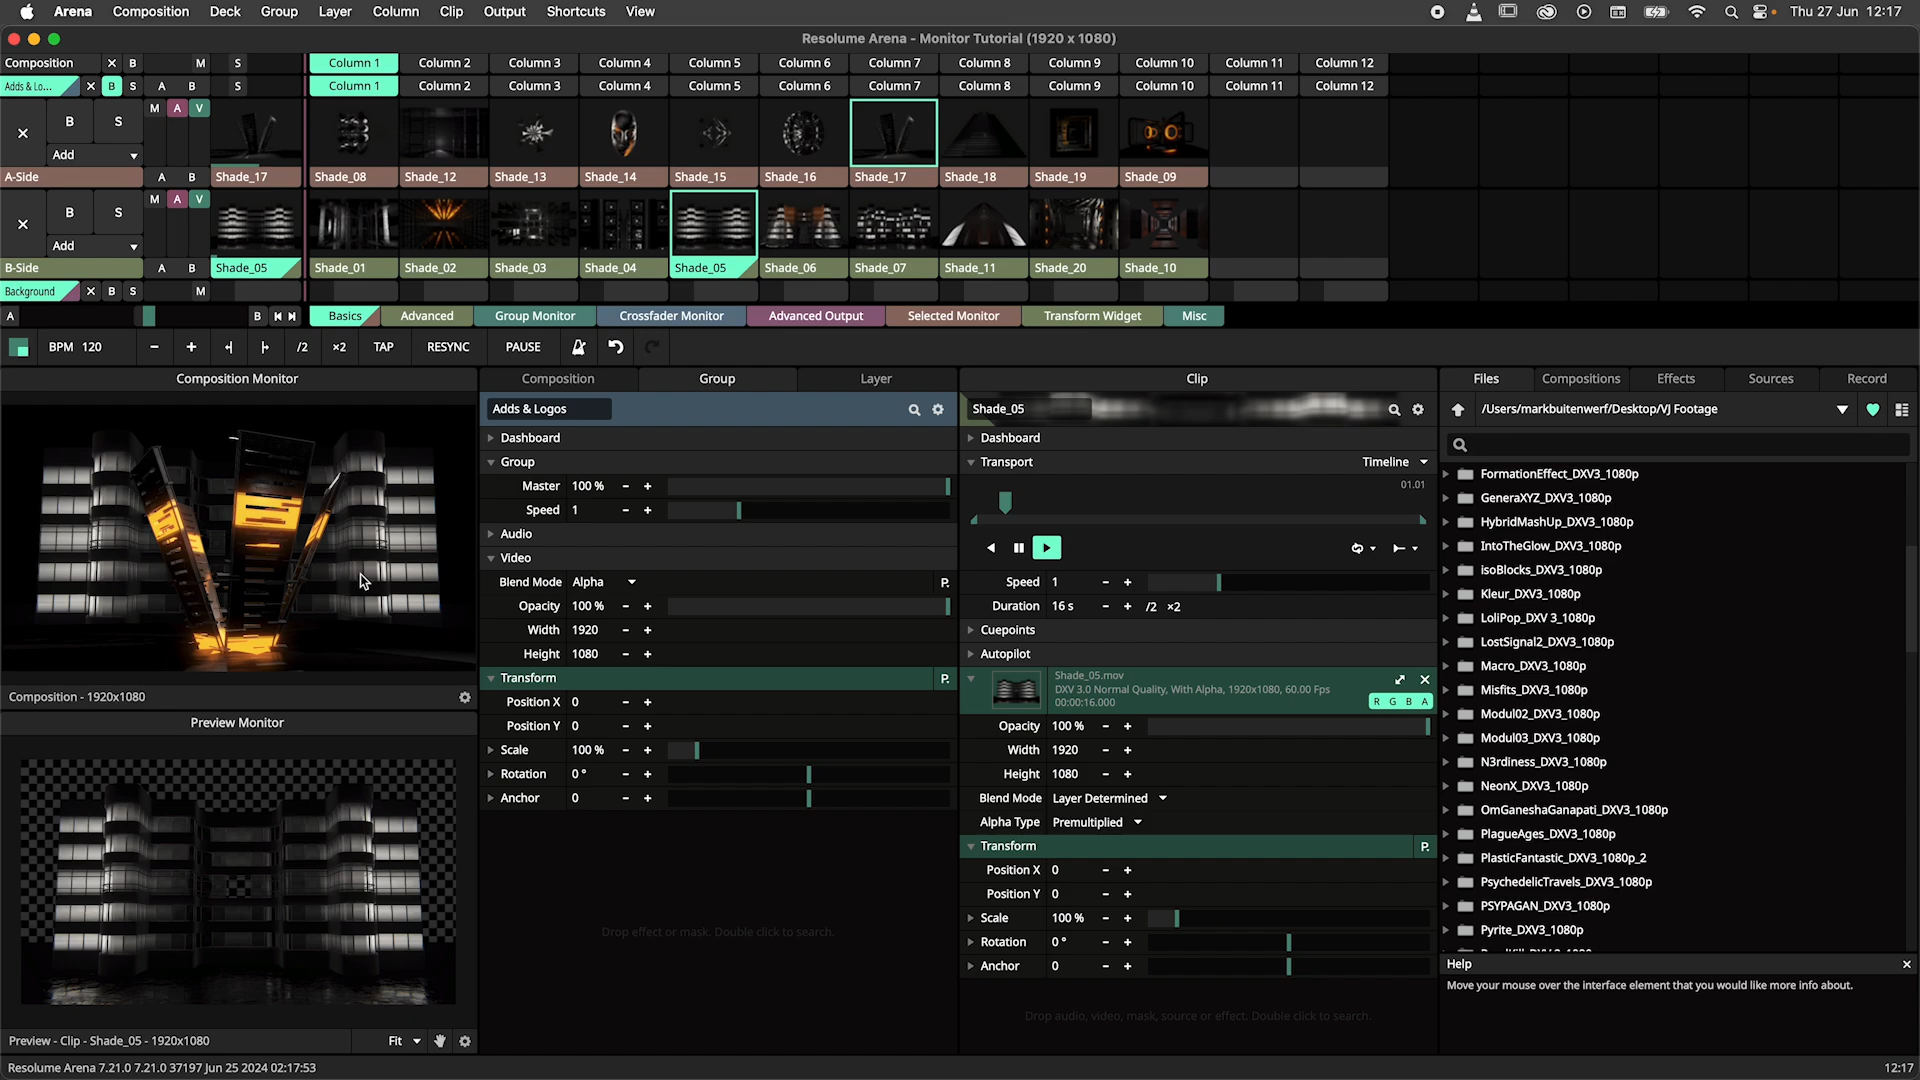 Arena Composition Deck Group Layer Column Clip Output Shortcuts View Thu 27 Jun 12:17
Resolume Arena - Monitor Tutorial (1920 x 1080)
Composition × B M S Column 1 Column 2 Column 3 Column 4 Column 5 Column 6 Column 7 Column 8 Column 9 Column 10 Column 11 Column 12
Adds & Lo... × B S A B S Column 1 Column 2 Column 3 Column 4 Column 5 Column 6 Column 7 Column 8 Column 9 Column 10 Column 11 Column 12
M A V
× B S
Add
A-Side A B Shade_17 Shade_08 Shade_12 Shade_13 Shade_14 Shade_15 Shade_16 Shade_17 Shade_18 Shade_19 Shade_09
M A V
× B S
Add
B-Side A B Shade_05 Shade_01 Shade_02 Shade_03 Shade_04 Shade_05 Shade_06 Shade_07 Shade_11 Shade_20 Shade_10
Background × B S M
A B Basics Advanced Group Monitor Crossfader Monitor Advanced Output Selected Monitor Transform Widget Misc
BPM 120 - + /2 ×2 TAP RESYNC PAUSE
Composition Monitor
Composition - 1920x1080
Preview Monitor
Preview - Clip - Shade_05 - 1920x1080 Fit
Composition Group Layer
Adds & Logos
Dashboard
Group
Master 100 % - +
Speed 1 - +
Audio
Video
Blend Mode Alpha P.
Opacity 100 % - +
Width 1920 - +
Height 1080 - +
Transform P.
Position X 0 - +
Position Y 0 - +
Scale 100 % - +
Rotation 0 ° - +
Anchor 0 - +
Drop effect or mask. Double click to search.
Clip
Shade_05
Dashboard
Transport Timeline
01.01
Speed 1 - +
Duration 16 s - + /2 ×2
Cuepoints
Autopilot
Shade_05.mov
DXV 3.0 Normal Quality, With Alpha, 1920x1080, 60.00 Fps
00:00:16.000 R G B A
Opacity 100 % - +
Width 1920 - +
Height 1080 - +
Blend Mode Layer Determined
Alpha Type Premultiplied
Transform P.
Position X 0 - +
Position Y 0 - +
Scale 100 % - +
Rotation 0 ° - +
Anchor 0 - +
Drop audio, video, mask, source or effect. Double click to search.
Files Compositions Effects Sources Record
/Users/markbuitenwerf/Desktop/VJ Footage
FormationEffect_DXV3_1080p
GeneraXYZ_DXV3_1080p
HybridMashUp_DXV3_1080p
IntoTheGlow_DXV3_1080p
isoBlocks_DXV3_1080p
Kleur_DXV3_1080p
LolliPop_DXV 3_1080p
LostSignal2_DXV3_1080p
Macro_DXV3_1080p
Misfits_DXV3_1080p
Modul02_DXV3_1080p
Modul03_DXV3_1080p
N3rdiness_DXV3_1080p
NeonX_DXV3_1080p
OmGaneshaGanapati_DXV3_1080p
PlagueAges_DXV3_1080p
PlasticFantastic_DXV3_1080p_2
PsychedelicTravels_DXV3_1080p
PSYPAGAN_DXV3_1080p
Pyrite_DXV3_1080p
Help ×
Move your mouse over the interface element that you would like more info about.
Resolume Arena 7.21.0 7.21.0 37197 Jun 25 2024 02:17:53 12:17